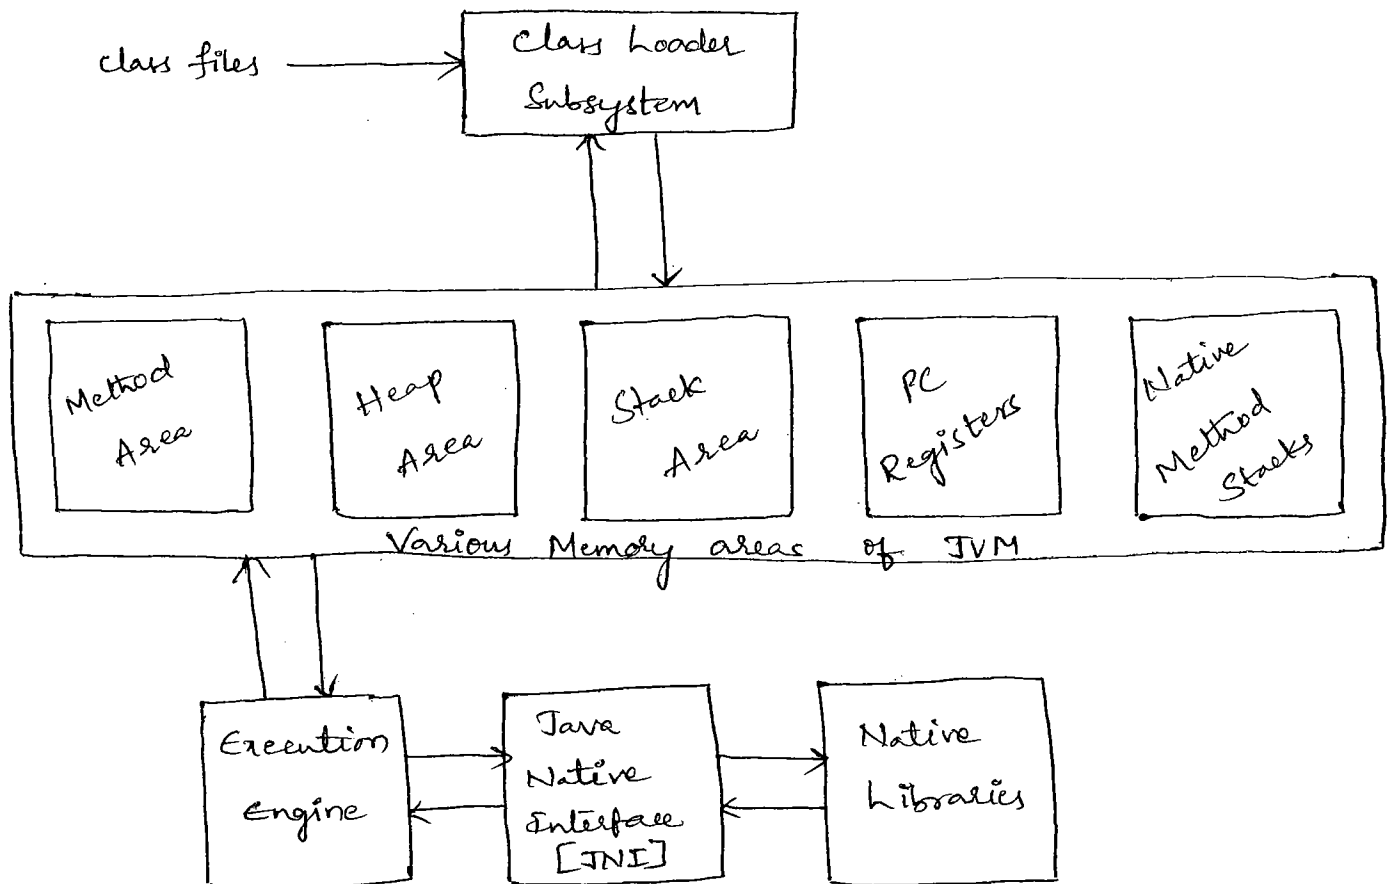 class files
Class Loader
Subsystem
Method
Area
Heap
Area
Stack
Area
PC
Registers
Native
Method
Stacks
Various Memory areas of JVM
Execution
Engine
Java
Native
Interface
[JNI]
Native
Libraries